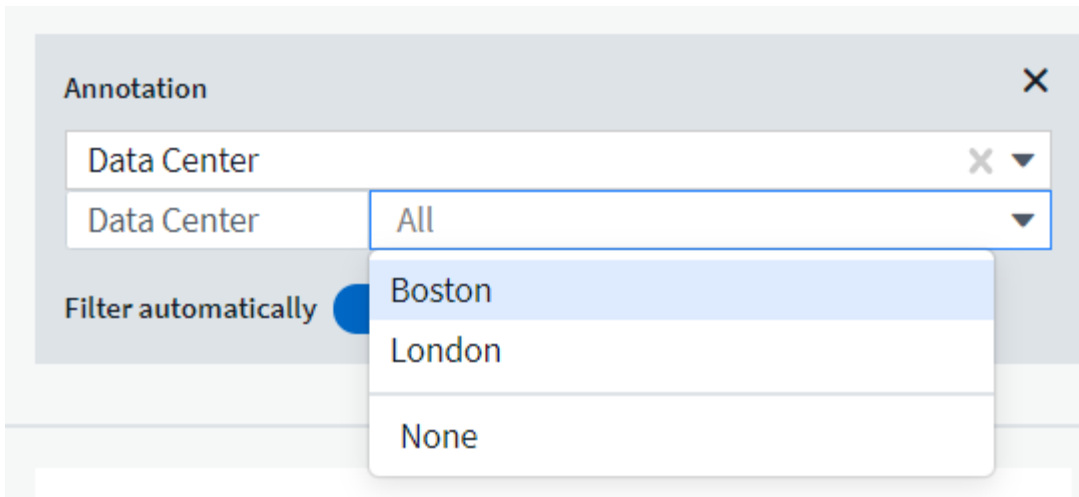 Annotation
Data Center
Data Center All
Boston
Filter automatically
London
None